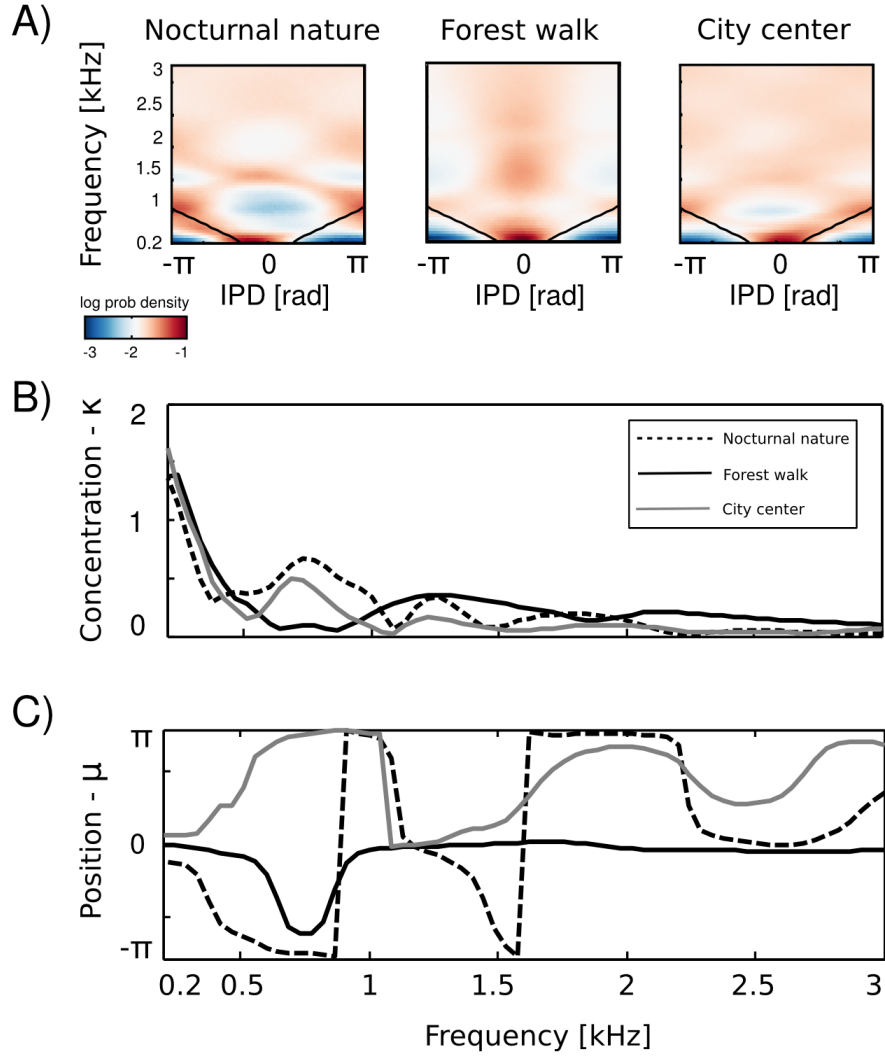 A)
Nocturnal nature
Forest walk
City center
Frequency [kHz]
3
2.5
2
1.5
1
0.2
-π 0 π
-π 0 π
-π 0 π
IPD [rad]
IPD [rad]
IPD [rad]
log prob density
-3 -2 -1
B)
Concentration - κ
2
1
0
Nocturnal nature
Forest walk
City center
C)
Position - μ
π
0
-π
0.2 0.5 1 1.5 2 2.5 3
Frequency [kHz]